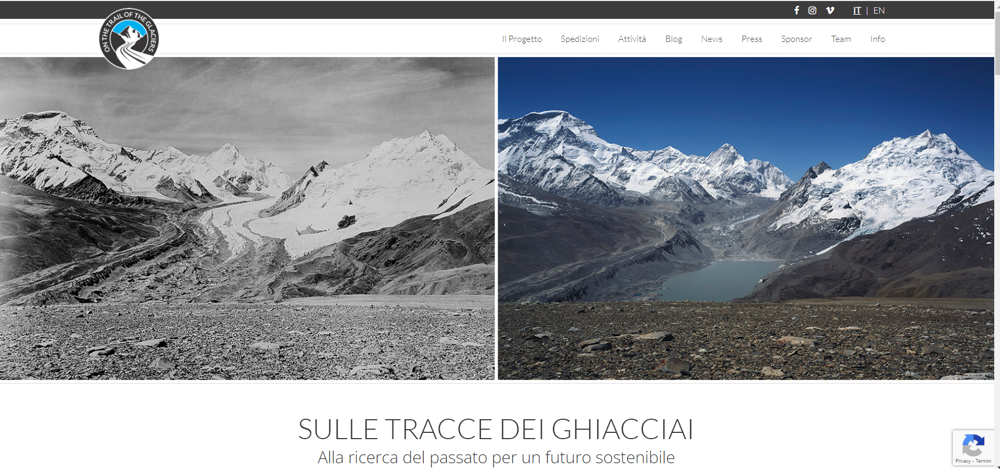 IT | EN
ON THE TRAIL OF THE GLACIERS
Il Progetto Spedizioni Attività Blog News Press Sponsor Team Info
SULLE TRACCE DEI GHIACCIAI
Alla ricerca del passato per un futuro sostenibile
Privacy - Termini